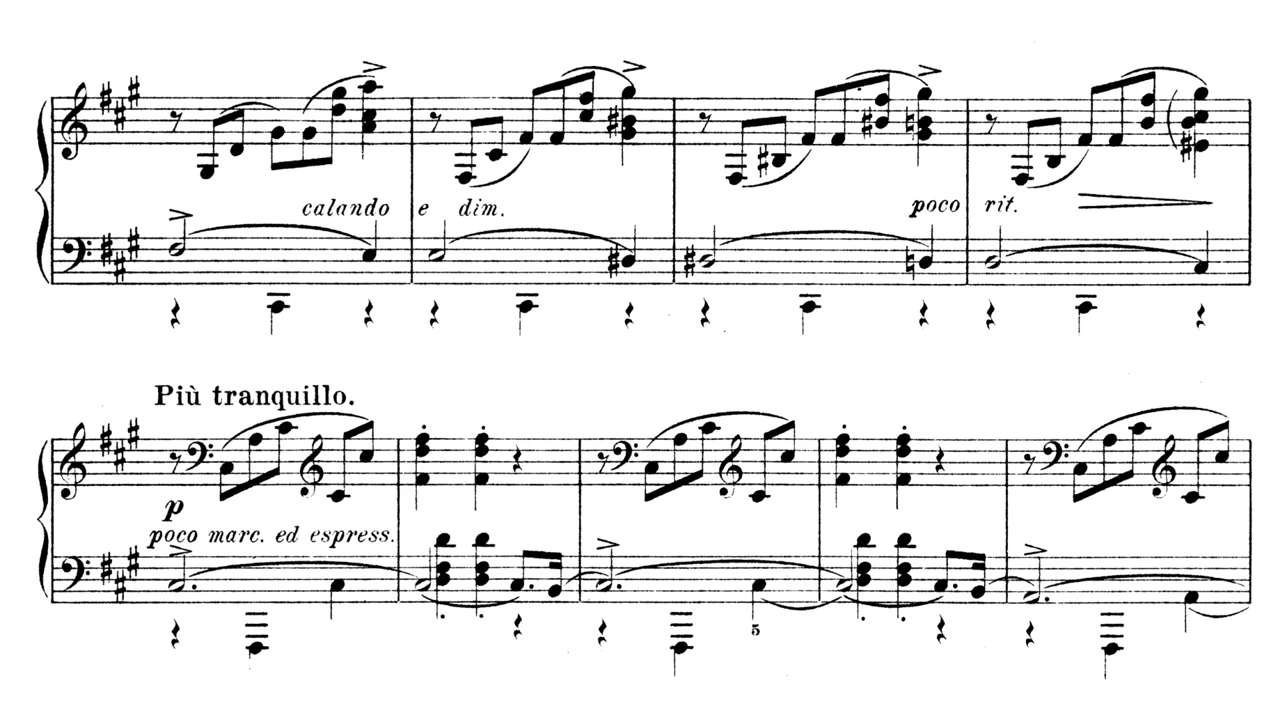 calando e dim. poco rit.
Più tranquillo.
p
poco marc. ed espress.
5